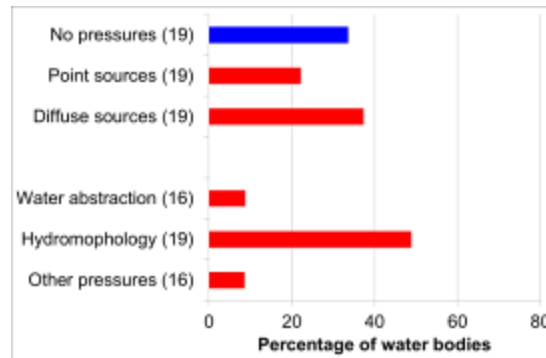 No pressures (19)
Point sources (19)
Diffuse sources (19)
Water abstraction (16)
Hydromophology (19)
Other pressures (16)
0 20 40 60 80
Percentage of water bodies